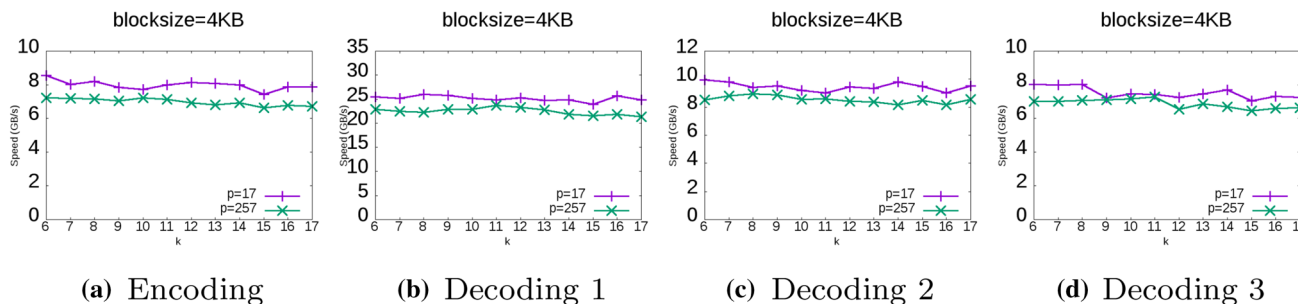 blocksize=4KB
10
8
6
4
2
0
Speed (GB/s)
p=17
p=257
6 7 8 9 10 11 12 13 14 15 16 17
k
(a) Encoding
blocksize=4KB
35
30
25
20
15
10
5
0
Speed (GB/s)
p=17
p=257
6 7 8 9 10 11 12 13 14 15 16 17
k
(b) Decoding 1
blocksize=4KB
12
10
8
6
4
2
0
Speed (GB/s)
p=17
p=257
6 7 8 9 10 11 12 13 14 15 16 17
k
(c) Decoding 2
blocksize=4KB
10
8
6
4
2
0
Speed (GB/s)
p=17
p=257
6 7 8 9 10 11 12 13 14 15 16
k
(d) Decoding 3